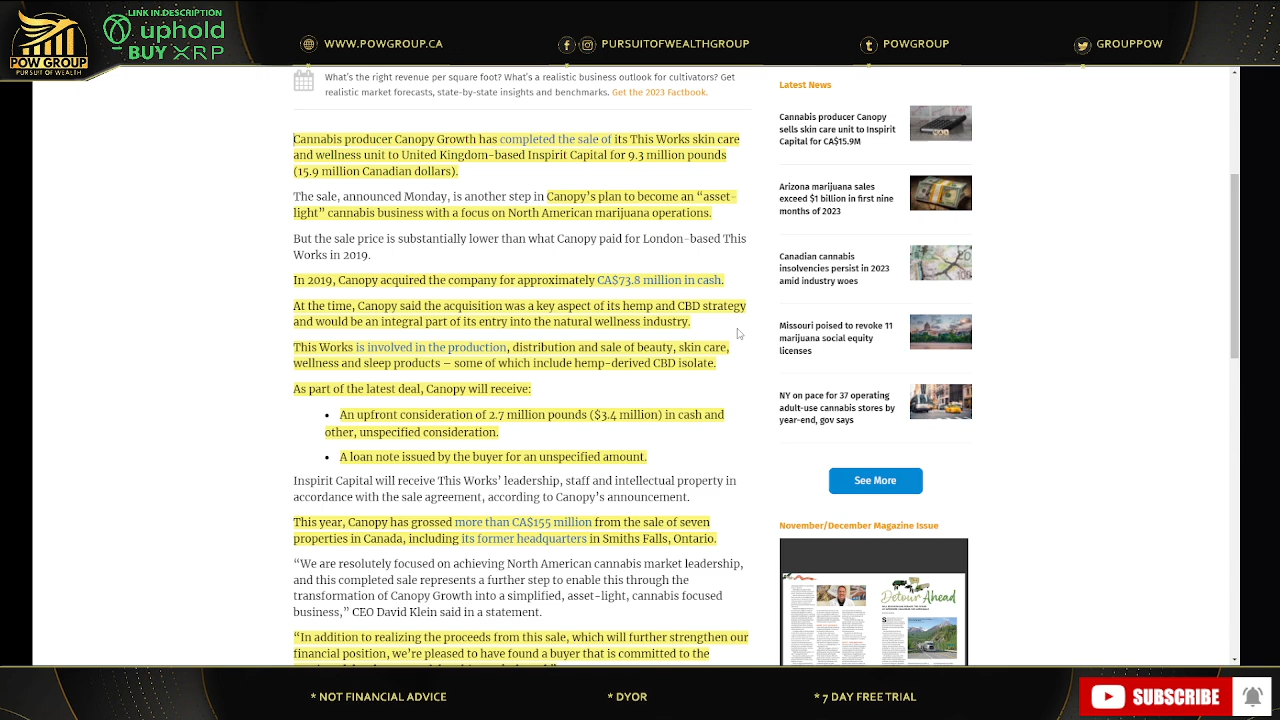 LINK IN DESCRIPTION
uphold
BUY XRP
POW GROUP
PURSUIT OF WEALTH
WWW.POWGROUP.CA
PURSUITOFWEALTHGROUP
POWGROUP
GROUPPOW
What's the right revenue per square foot? What's a realistic business outlook for cultivators? Get
realistic market forecasts, state-by-state insights and benchmarks. Get the 2023 Factbook.
Cannabis producer Canopy Growth has completed the sale of its This Works skin care
and wellness unit to United Kingdom-based Inspirit Capital for 9.3 million pounds
(15.9 million Canadian dollars).
The sale, announced Monday, is another step in Canopy's plan to become an “asset-
light” cannabis business with a focus on North American marijuana operations.
But the sale price is substantially lower than what Canopy paid for London-based This
Works in 2019.
In 2019, Canopy acquired the company for approximately CA$73.8 million in cash.
At the time, Canopy said the acquisition was a key aspect of its hemp and CBD strategy
and would be an integral part of its entry into the natural wellness industry.
This Works is involved in the production, distribution and sale of beauty, skin care,
wellness and sleep products – some of which include hemp-derived CBD isolate.
As part of the latest deal, Canopy will receive:
• An upfront consideration of 2.7 million pounds ($3.4 million) in cash and
other, unspecified consideration.
• A loan note issued by the buyer for an unspecified amount.
Inspirit Capital will receive This Works' leadership, staff and intellectual property in
accordance with the sale agreement, according to Canopy's announcement.
This year, Canopy has grossed more than CA$155 million from the sale of seven
properties in Canada, including its former headquarters in Smiths Falls, Ontario.
“We are resolutely focused on achieving North American cannabis market leadership,
and this completed sale represents a further step to enable this through the
transformation of Canopy Growth into a simplified, asset-light, cannabis focused
business,” CEO David Klein said in a statement.
“In addition to ensuring the proceeds from this divestment will further strengthen our
financial position, we're pleased to have found a buyer that is committed to the
Latest News
Cannabis producer Canopy
sells skin care unit to Inspirit
Capital for CA$15.9M
Arizona marijuana sales
exceed $1 billion in first nine
months of 2023
Canadian cannabis
insolvencies persist in 2023
amid industry woes
Missouri poised to revoke 11
marijuana social equity
licenses
NY on pace for 37 operating
adult-use cannabis stores by
year-end, gov says
See More
November/December Magazine Issue
Detour Ahead
* NOT FINANCIAL ADVICE
* DYOR
* 7 DAY FREE TRIAL
SUBSCRIBE